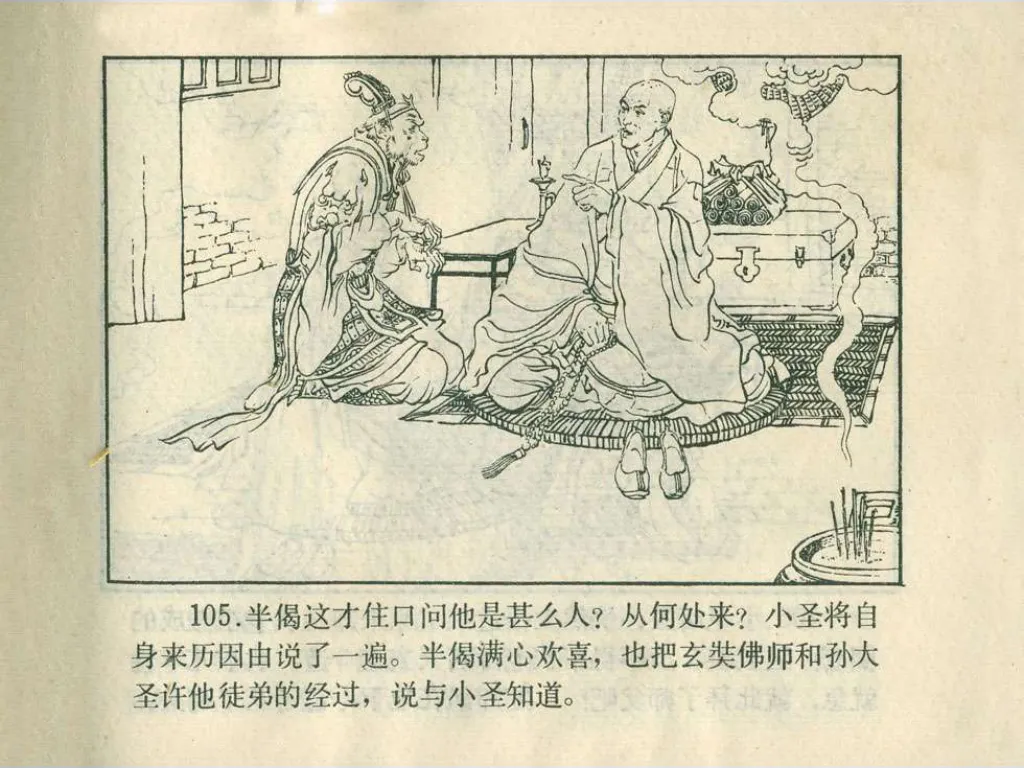 105.半偈这才住口问他是甚么人？从何处来？小圣将自
身来历因由说了一遍。半偈满心欢喜，也把玄奘佛师和孙大
圣许他徒弟的经过，说与小圣知道。